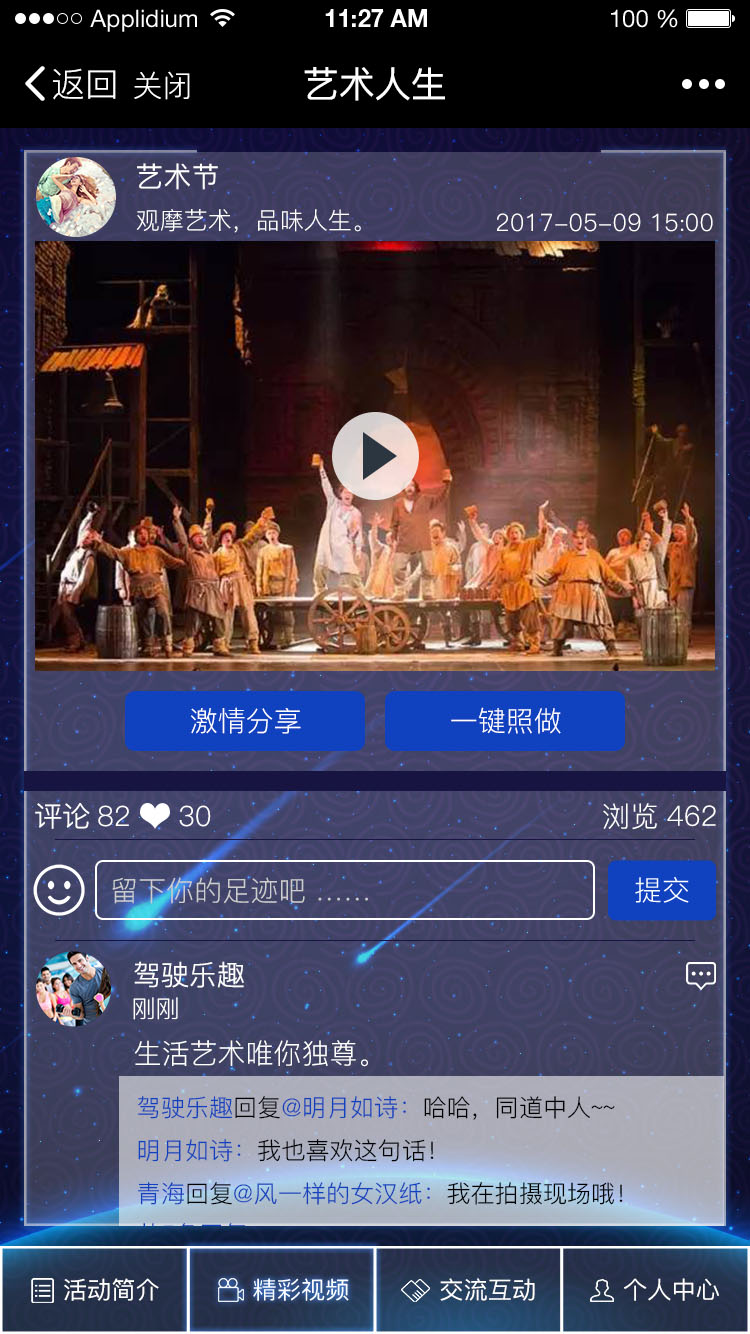 Applidium 11:27 AM 100 %
返回 关闭 艺术人生
艺术节
观摩艺术，品味人生。 2017-05-09 15:00
激情分享 一键照做
评论 82 30 浏览 462
留下你的足迹吧 …… 提交
驾驶乐趣
刚刚
生活艺术唯你独尊。
驾驶乐趣回复@明月如诗：哈哈，同道中人~~
明月如诗：我也喜欢这句话！
青海回复@风一样的女汉纸：我在拍摄现场哦！
活动简介 精彩视频 交流互动 个人中心